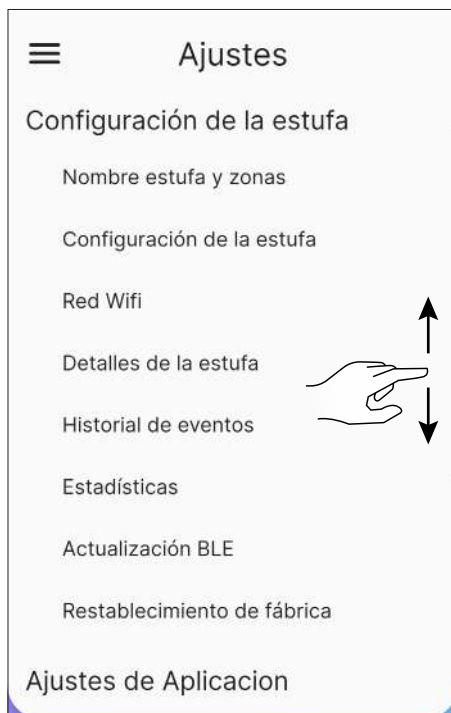 Ajustes
Configuración de la estufa
Nombre estufa y zonas
Configuración de la estufa
Red Wifi
Detalles de la estufa
Historial de eventos
Estadísticas
Actualización BLE
Restablecimiento de fábrica
Ajustes de Aplicacion